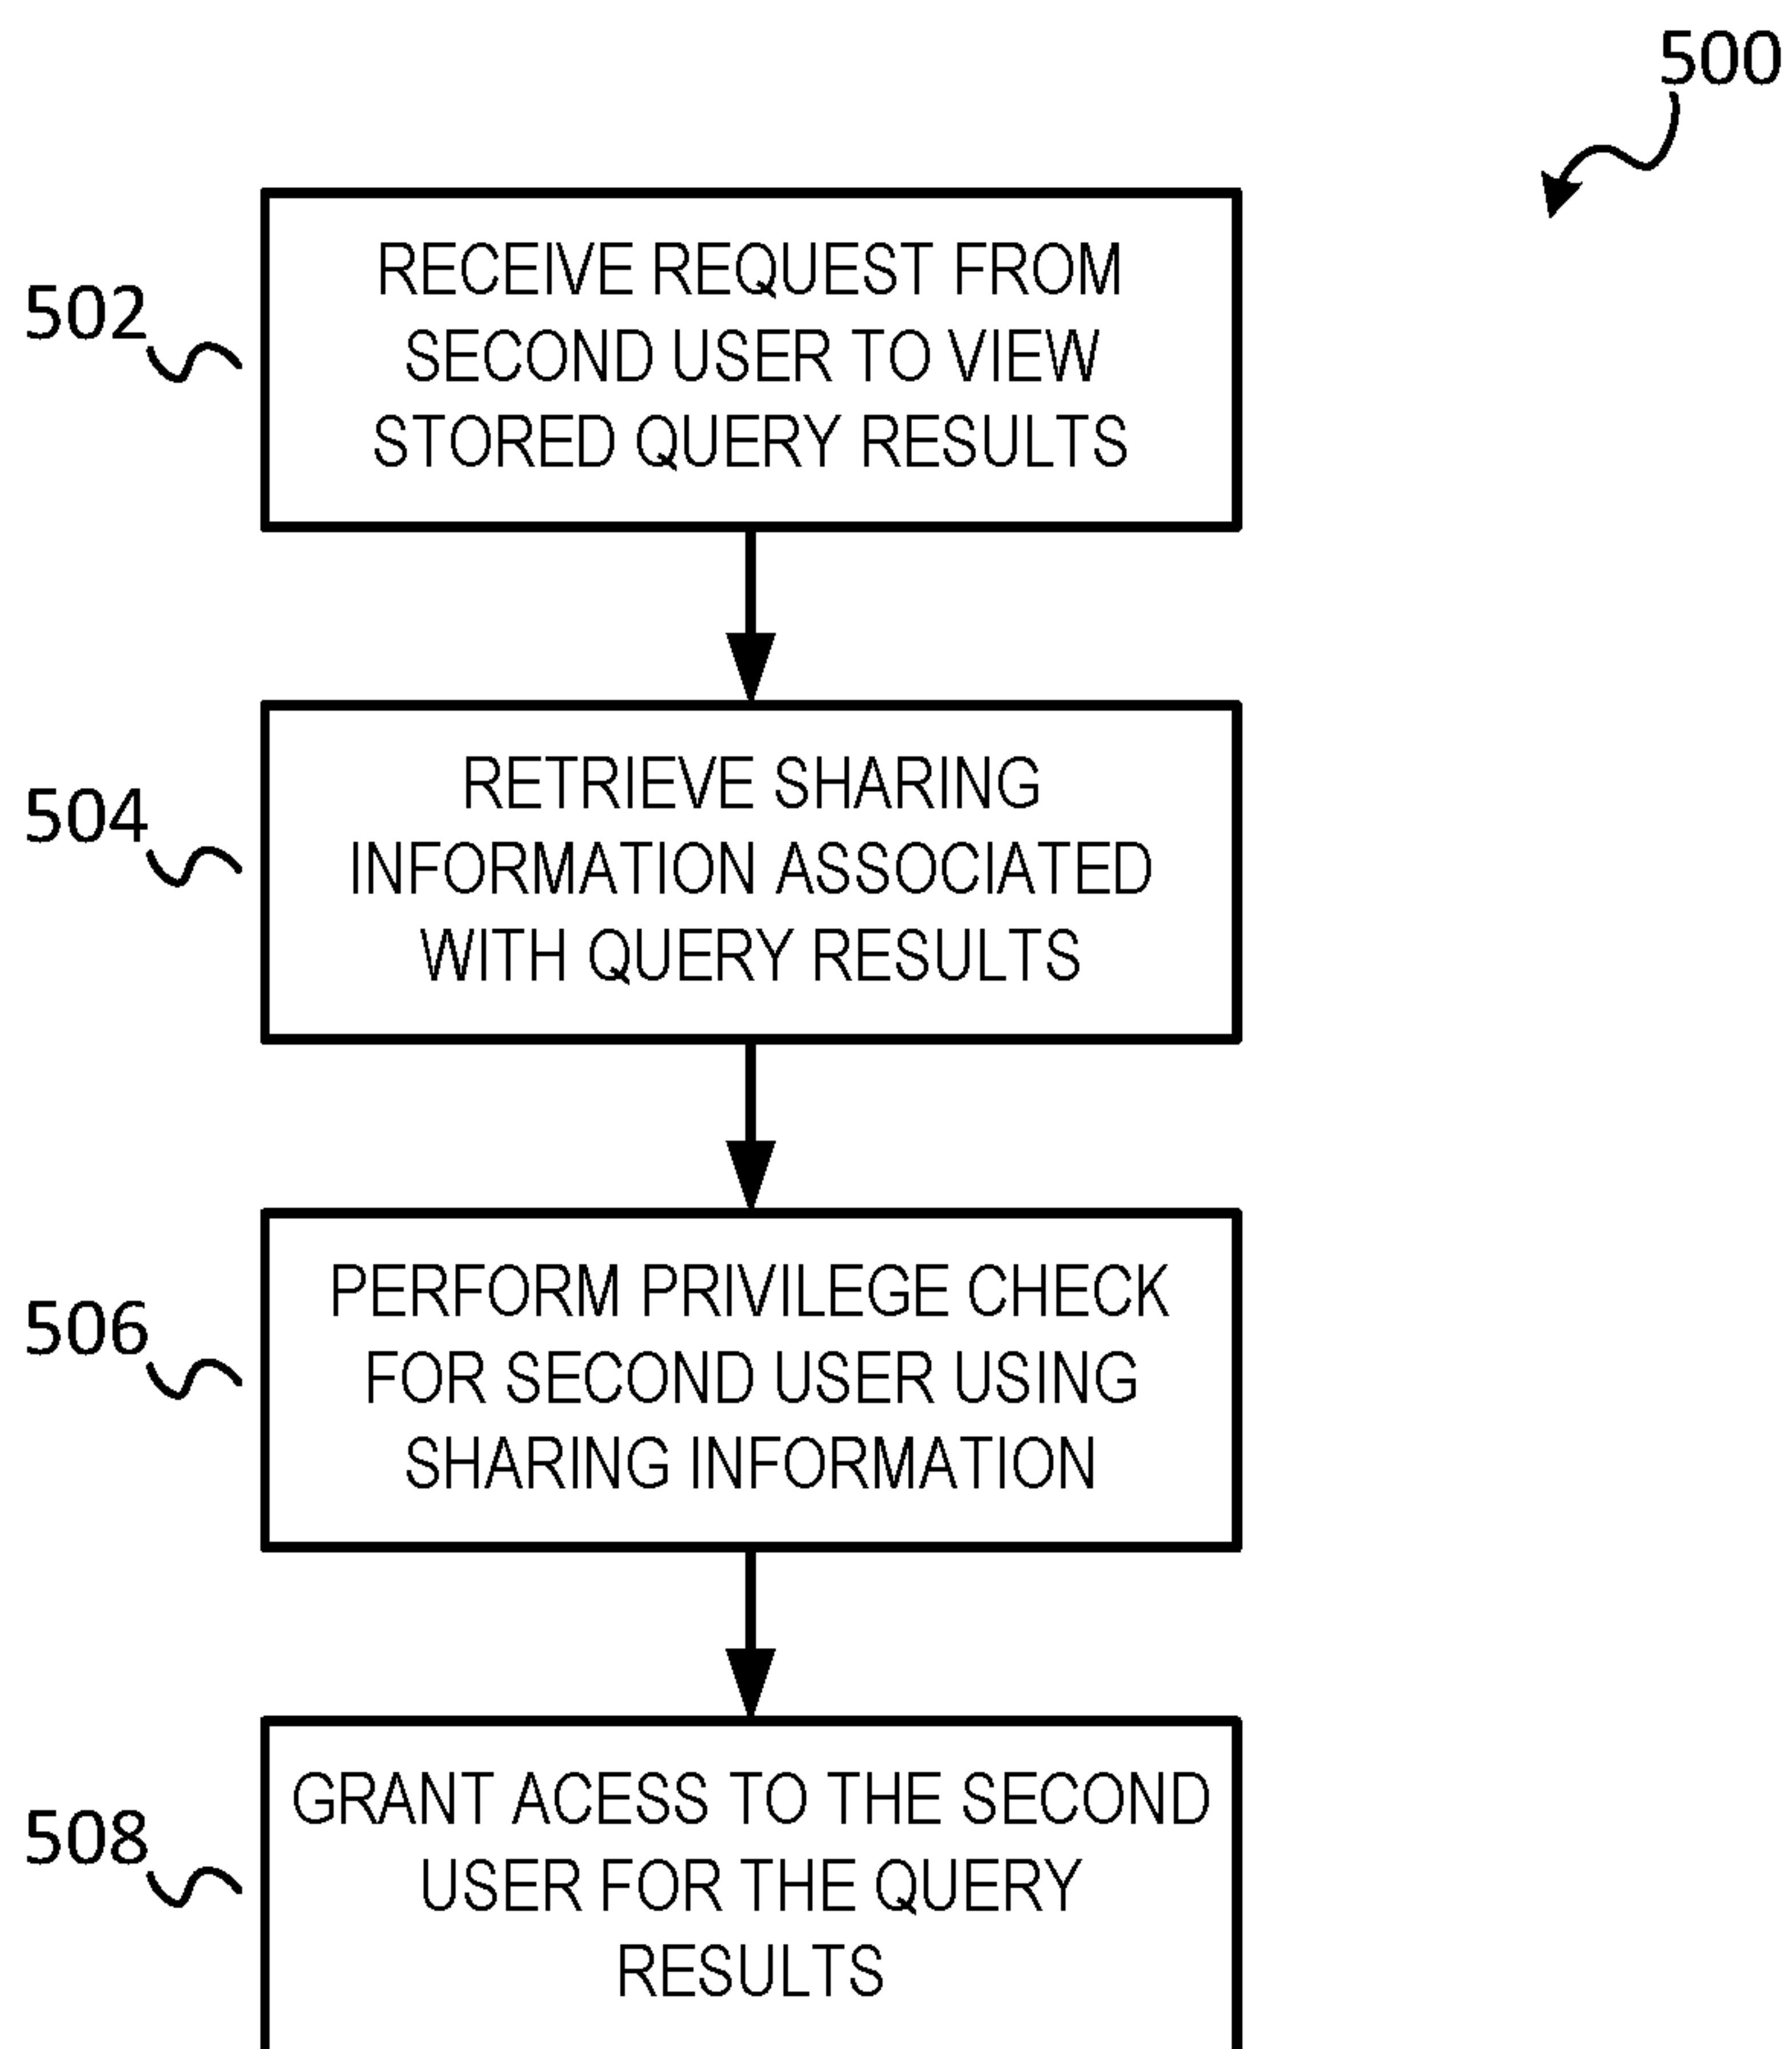 500
502
RECEIVE REQUEST FROM
SECOND USER TO VIEW
STORED QUERY RESULTS
504
RETRIEVE SHARING
INFORMATION ASSOCIATED
WITH QUERY RESULTS
506
PERFORM PRIVILEGE CHECK
FOR SECOND USER USING
SHARING INFORMATION
508
GRANT ACESS TO THE SECOND
USER FOR THE QUERY
RESULTS